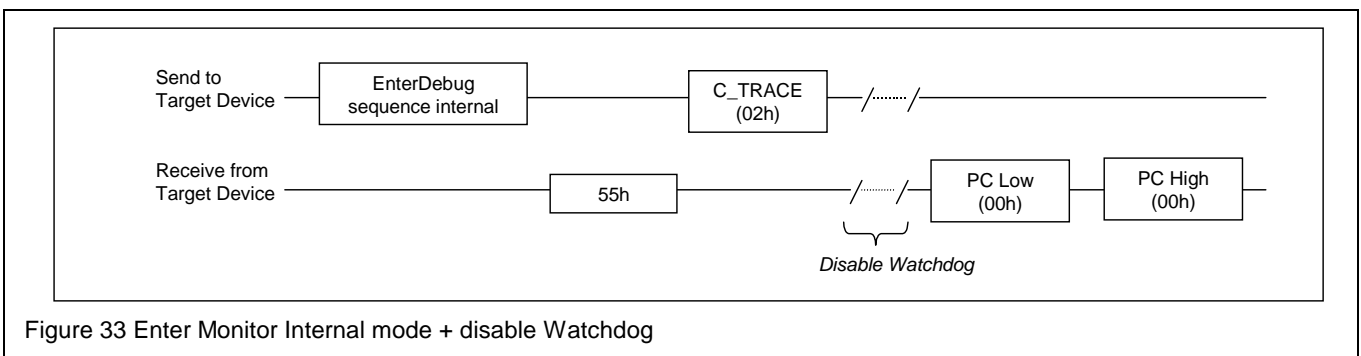 Send to
Target Device
EnterDebug
sequence internal
C_TRACE
(02h)
Receive from
Target Device
55h
PC Low
(00h)
PC High
(00h)
Disable Watchdog
Figure 33 Enter Monitor Internal mode + disable Watchdog